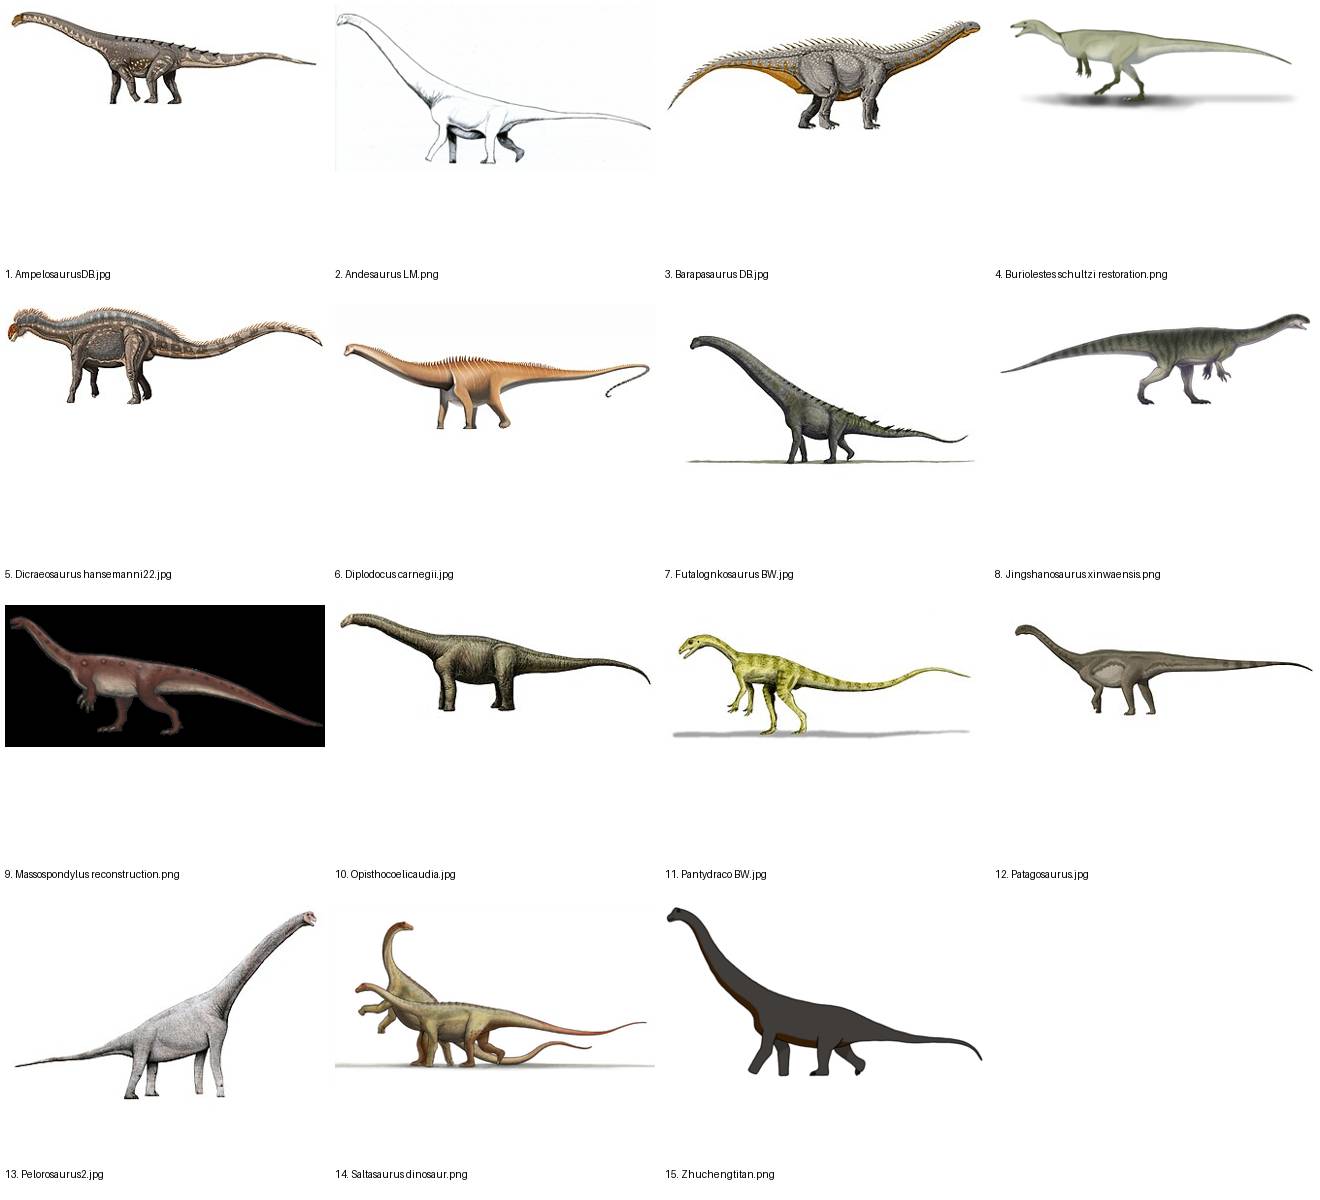 1. AmpelosaurusDB.jpg
2. Andesaurus LM.png
3. Barapasaurus DB.jpg
4. Buriolestes schultzi restoration.png
5. Dicraeosaurus hansemanni22.jpg
6. Diplodocus carnegii.jpg
7. Futalognkosaurus BW.jpg
8. Jingshanosaurus xinwaensis.png
9. Massospondylus reconstruction.png
10. Opisthocoelicaudia.jpg
11. Pantydraco BW.jpg
12. Patagosaurus.jpg
13. Pelorosaurus2.jpg
14. Saltasaurus dinosaur.png
15. Zhuchengtitan.png